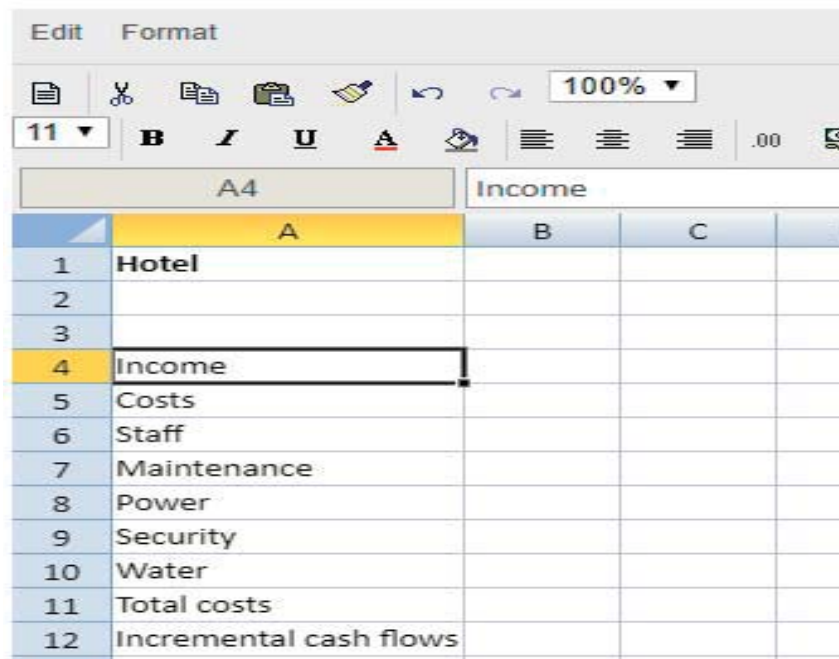 Edit Format
100% ▼
11 ▼ B I U A .00
A4 Income
A B C
1 Hotel
2
3
4 Income
5 Costs
6 Staff
7 Maintenance
8 Power
9 Security
10 Water
11 Total costs
12 Incremental cash flows